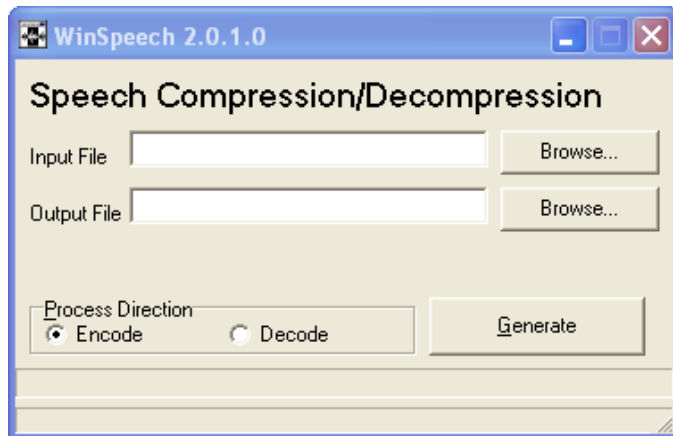 WinSpeech 2.0.1.0
Speech Compression/Decompression
Input File Browse...
Output File Browse...
Process Direction
Encode Decode Generate